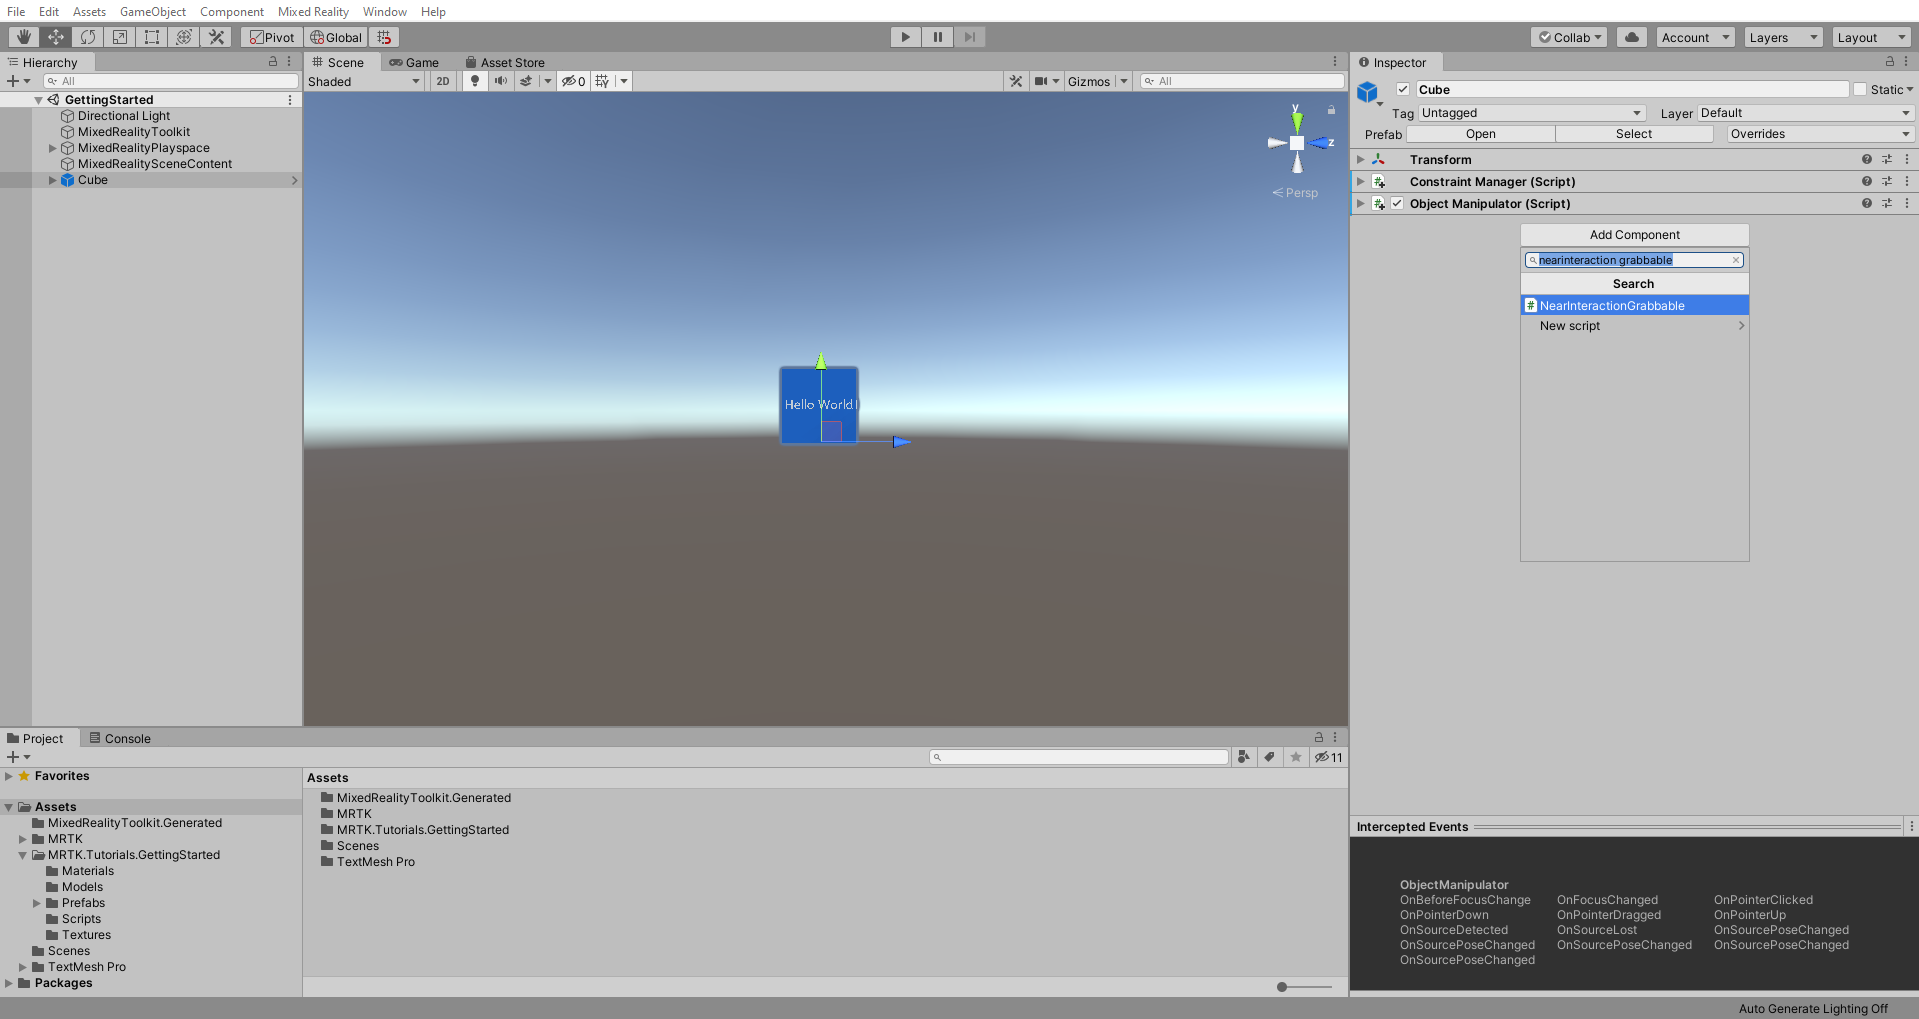 File Edit Assets GameObject Component Mixed Reality Window Help
Pivot Global Collab Account Layers Layout
Hierarchy
All
GettingStarted
Directional Light
MixedRealityToolkit
MixedRealityPlayspace
MixedRealitySceneContent
Cube
Scene Game Asset Store
Shaded 2D 0 Gizmos All
y
z
Persp
Hello World!
Inspector
Cube Static
Tag Untagged Layer Default
Prefab Open Select Overrides
Transform
Constraint Manager (Script)
Object Manipulator (Script)
Add Component
nearinteraction grabbable
Search
NearInteractionGrabbable
New script
Project Console
11
Favorites
Assets
MixedRealityToolkit.Generated
MRTK
MRTK.Tutorials.GettingStarted
Materials
Models
Prefabs
Scripts
Textures
Scenes
TextMesh Pro
Packages
Assets
MixedRealityToolkit.Generated
MRTK
MRTK.Tutorials.GettingStarted
Scenes
TextMesh Pro
Intercepted Events
ObjectManipulator
OnBeforeFocusChange OnFocusChanged OnPointerClicked
OnPointerDown OnPointerDragged OnPointerUp
OnSourceDetected OnSourceLost OnSourcePoseChanged
OnSourcePoseChanged OnSourcePoseChanged OnSourcePoseChanged
OnSourcePoseChanged
Auto Generate Lighting Off